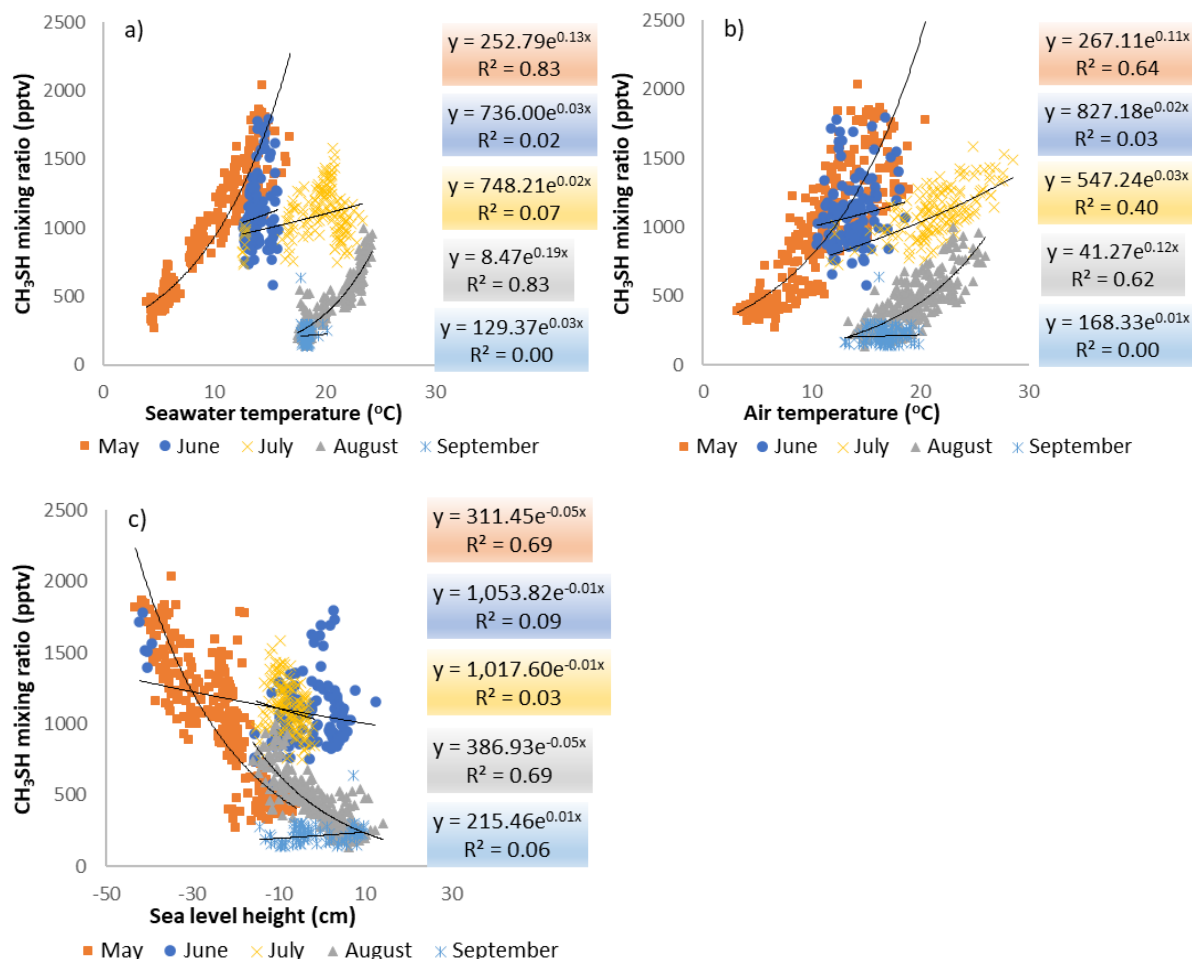 a)
CH₃SH mixing ratio (pptv)
2500
2000
1500
1000
500
0
0 10 20 30
Seawater temperature (ᴼC)
y = 252.79e⁰·¹³ˣ
R² = 0.83
y = 736.00e⁰·⁰³ˣ
R² = 0.02
y = 748.21e⁰·⁰²ˣ
R² = 0.07
y = 8.47e⁰·¹⁹ˣ
R² = 0.83
y = 129.37e⁰·⁰³ˣ
R² = 0.00
May June July August September
b)
CH₃SH mixing ratio (pptv)
2500
2000
1500
1000
500
0
0 10 20 30
Air temperature (ᴼC)
y = 267.11e⁰·¹¹ˣ
R² = 0.64
y = 827.18e⁰·⁰²ˣ
R² = 0.03
y = 547.24e⁰·⁰³ˣ
R² = 0.40
y = 41.27e⁰·¹²ˣ
R² = 0.62
y = 168.33e⁰·⁰¹ˣ
R² = 0.00
May June July August September
c)
CH₃SH mixing ratio (pptv)
2500
2000
1500
1000
500
0
-50 -30 -10 10 30
Sea level height (cm)
y = 311.45e⁻⁰·⁰⁵ˣ
R² = 0.69
y = 1,053.82e⁻⁰·⁰¹ˣ
R² = 0.09
y = 1,017.60e⁻⁰·⁰¹ˣ
R² = 0.03
y = 386.93e⁻⁰·⁰⁵ˣ
R² = 0.69
y = 215.46e⁰·⁰¹ˣ
R² = 0.06
May June July August September